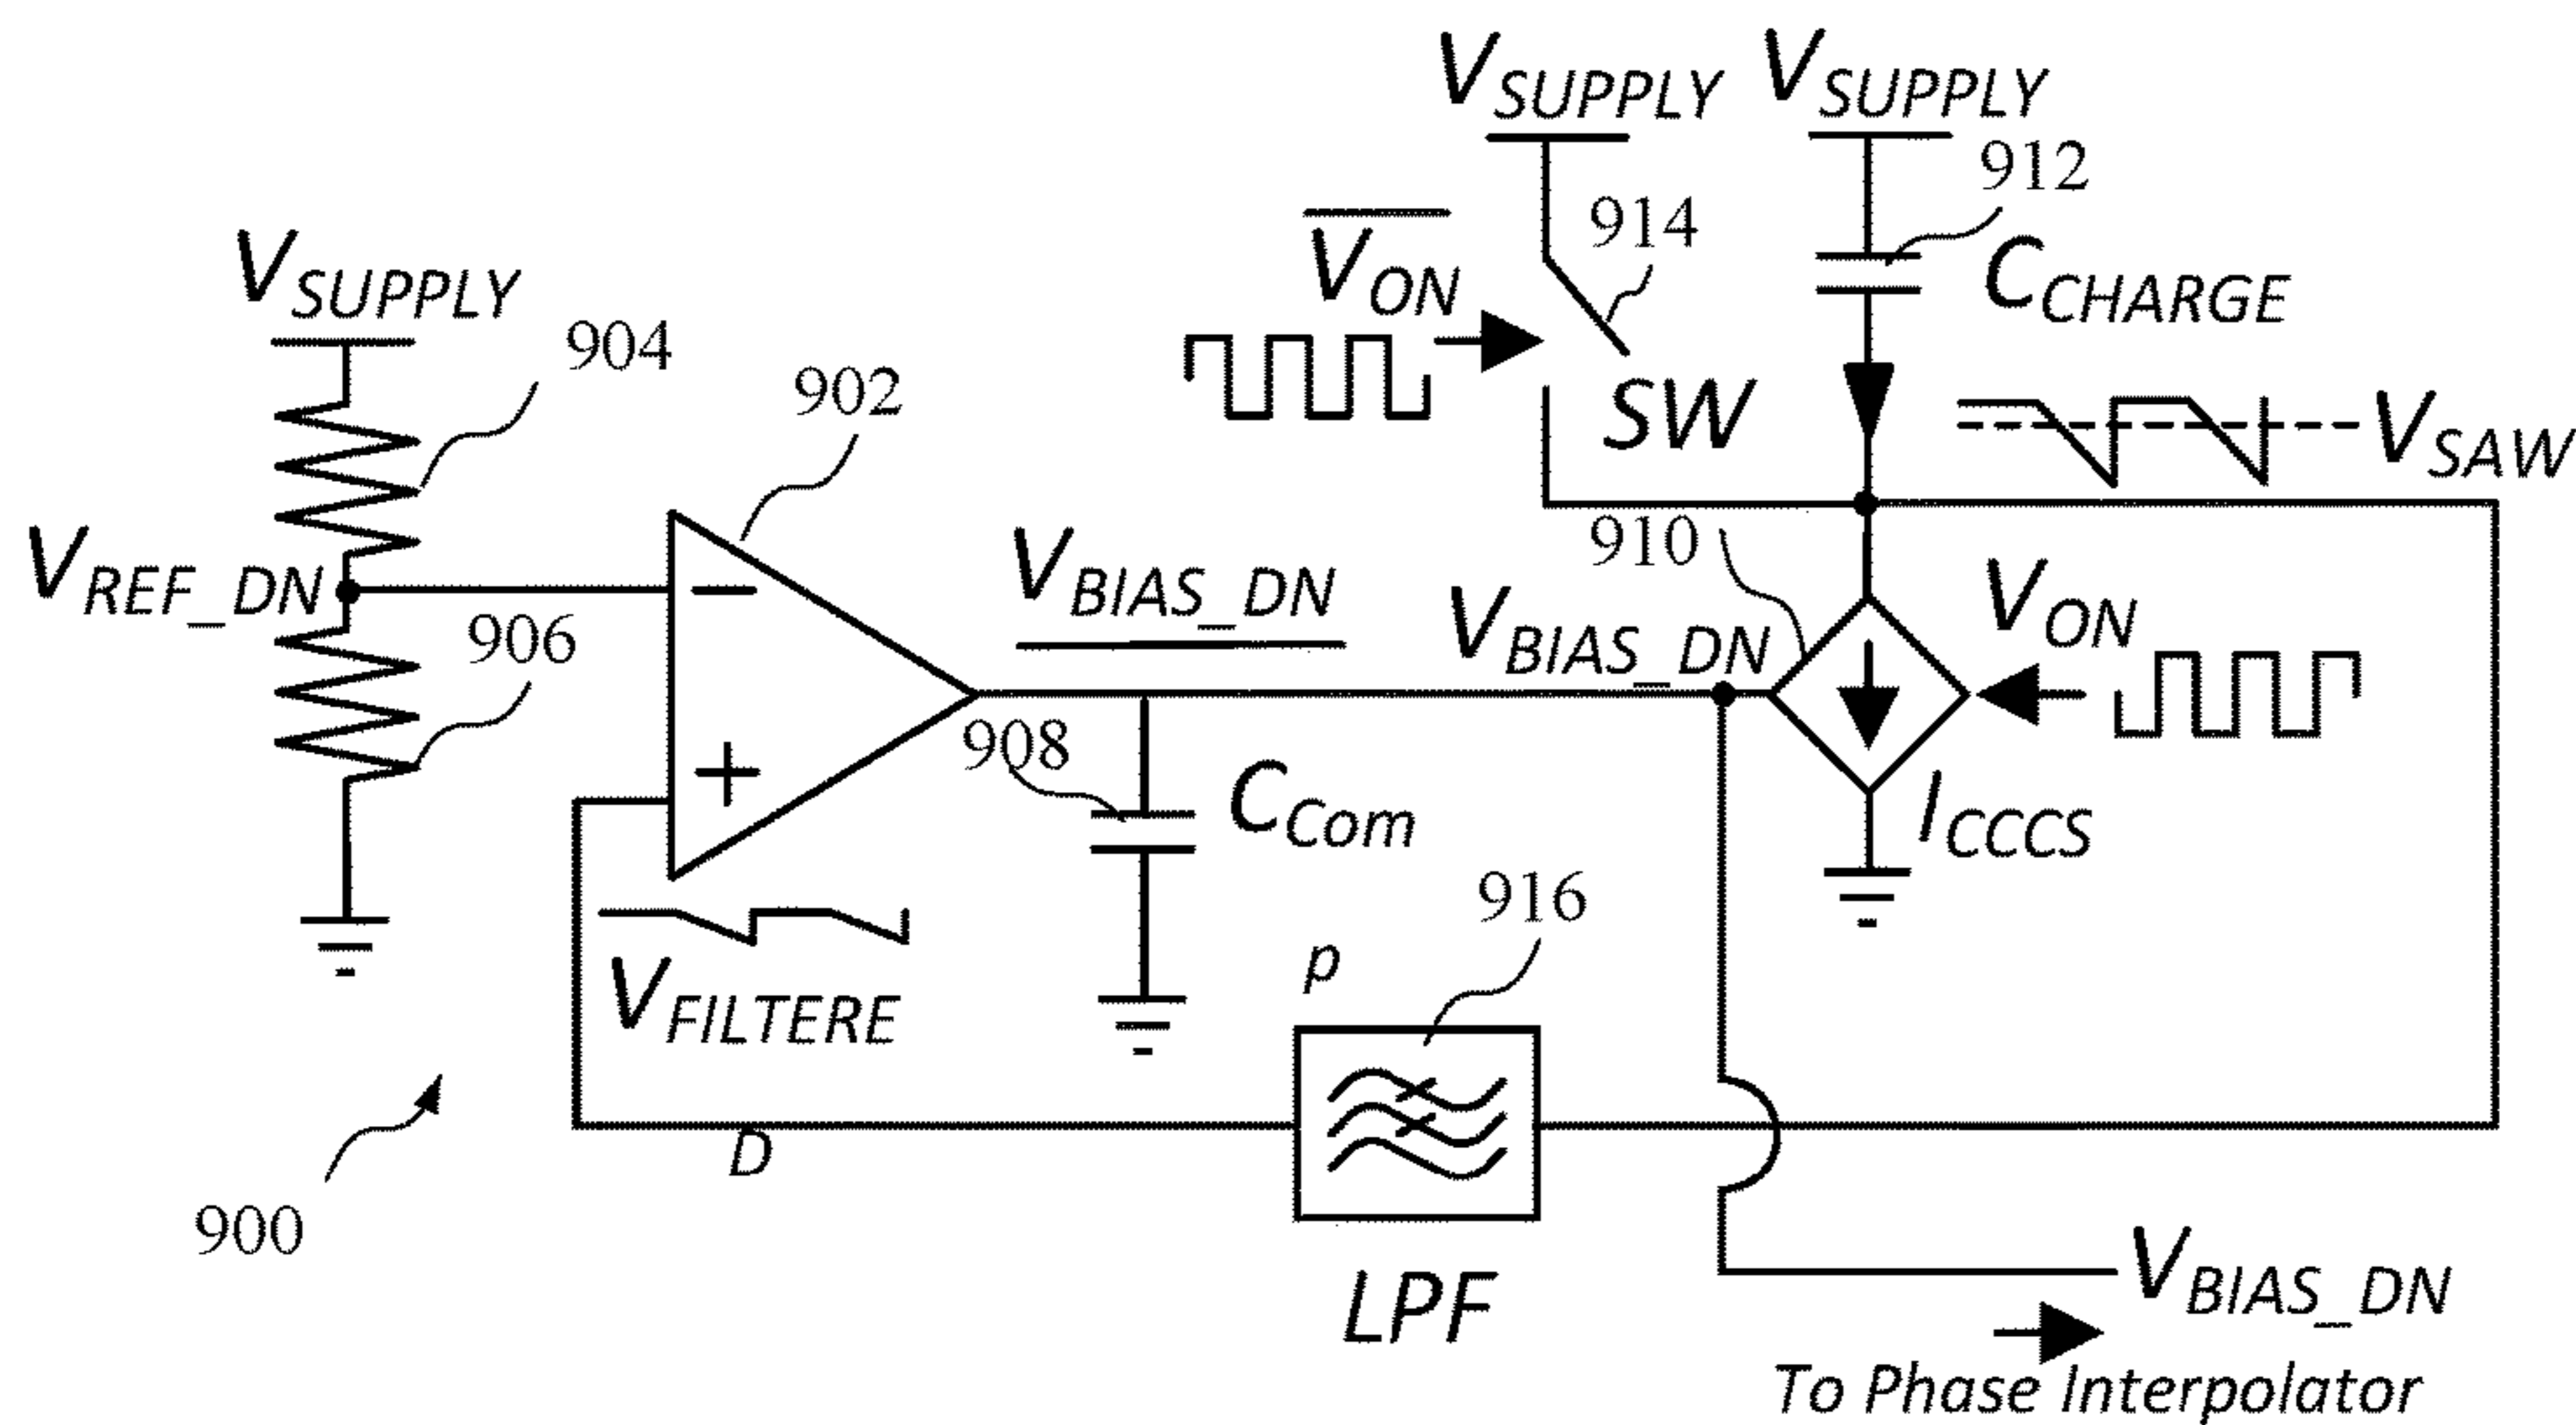 V_SUPPLY V_SUPPLY
912
914
V̅_O̅N̅
C_CHARGE
V_SUPPLY
904
902
SW
V_SAW
V_REF_DN
−
906
V_BIAS_DN
910
V_BIAS_DN
V_ON
+
908
C_Com
I_CCCS
916
p
V_FILTERE
D
900
LPF
V_BIAS_DN
To Phase Interpolator